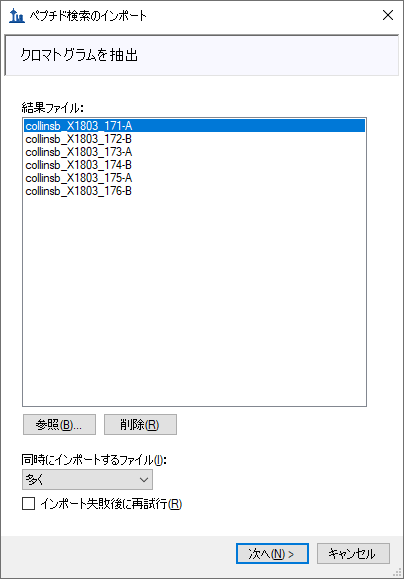 ペプチド検索のインポート
クロマトグラムを抽出
結果ファイル:
collinsb_X1803_171-A
collinsb_X1803_172-B
collinsb_X1803_173-A
collinsb_X1803_174-B
collinsb_X1803_175-A
collinsb_X1803_176-B
参照(B)... 削除(R)
同時にインポートするファイル(I):
多く
インポート失敗後に再試行(R)
次へ(N) > キャンセル